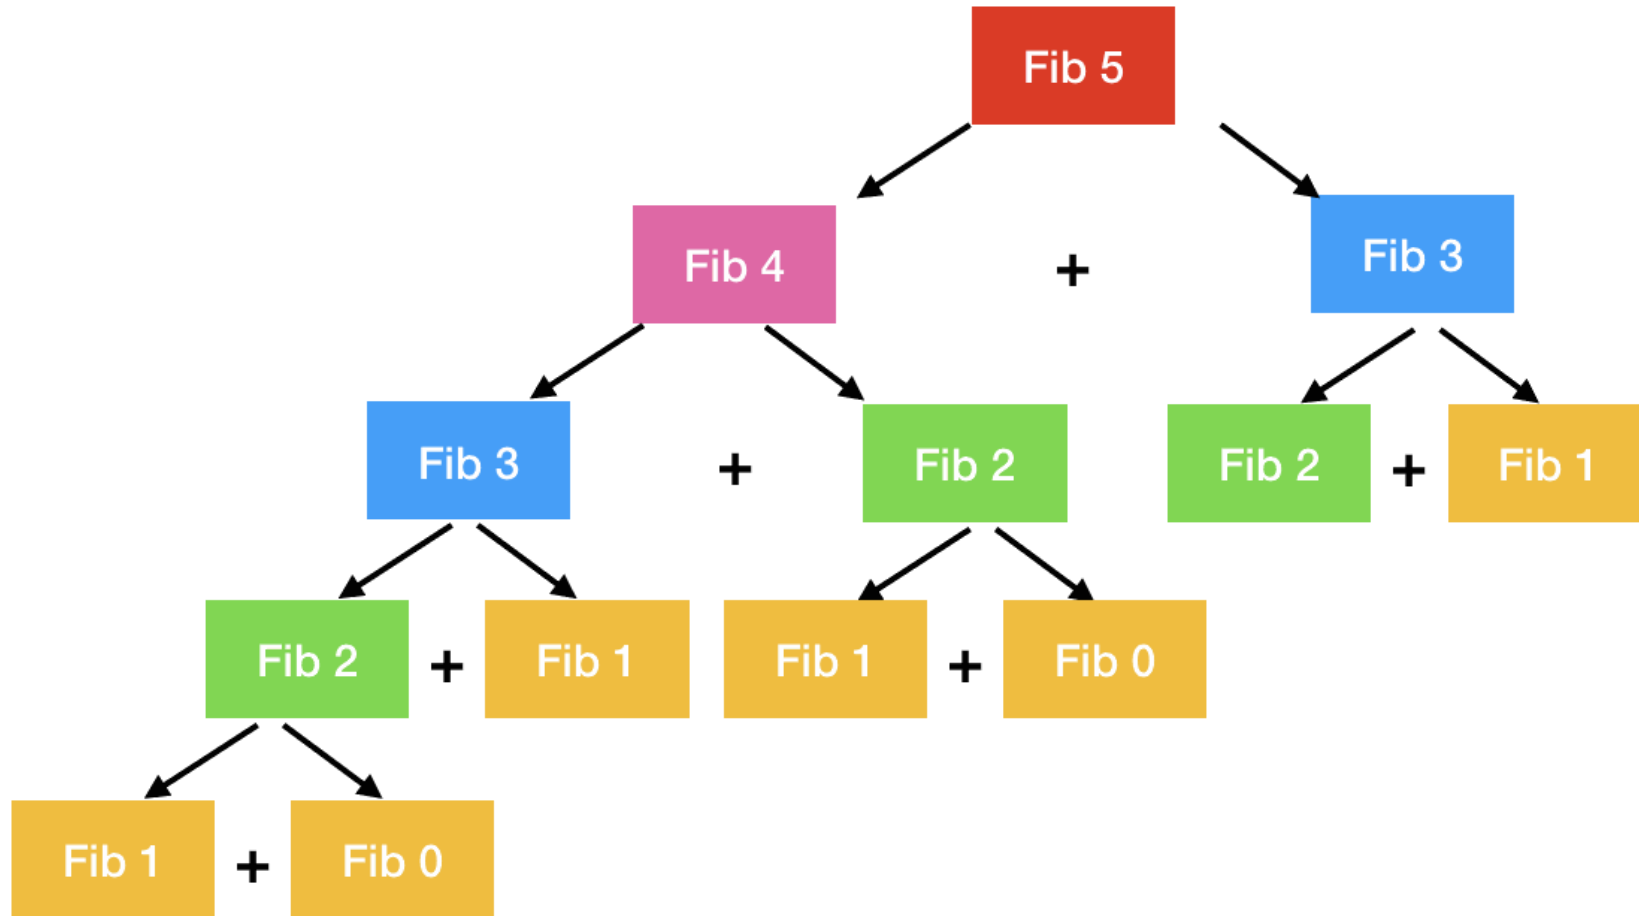 Fib 5
Fib 4 + Fib 3
Fib 3 + Fib 2 Fib 2 + Fib 1
Fib 2 + Fib 1 Fib 1 + Fib 0
Fib 1 + Fib 0